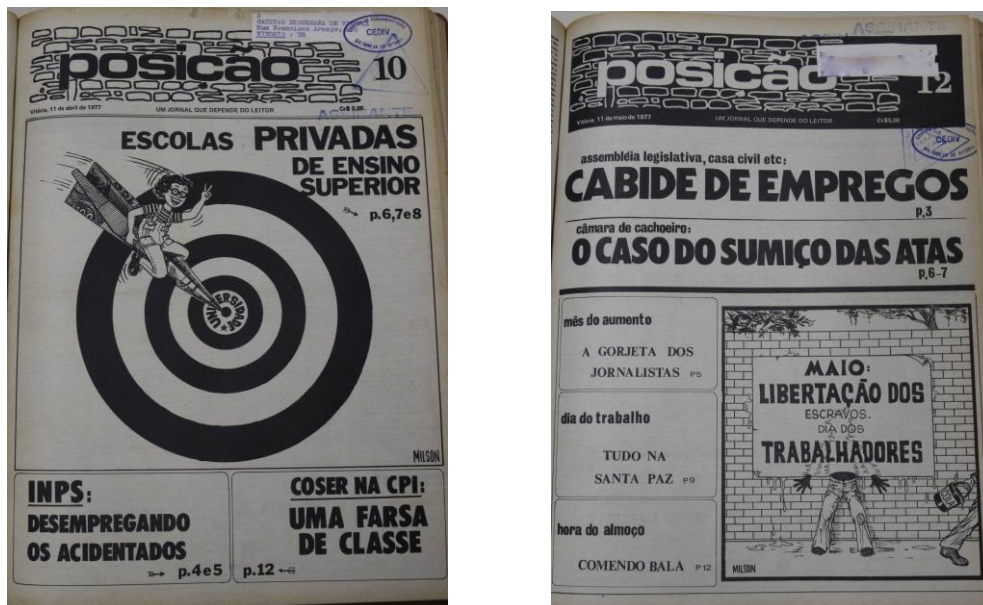 posição
10
CEDIV
Vitória, 11 de abril de 1977
UM JORNAL QUE DEPENDE DO LEITOR
Cr$ 5,00
ASSINANTE
ESCOLAS PRIVADAS
DE ENSINO
SUPERIOR
p.6,7e8
UNIVERSIDADE
MILSON
INPS:
DESEMPREGANDO
OS ACIDENTADOS
p.4e5
COSER NA CPI:
UMA FARSA
DE CLASSE
p.12
ASSINANTE
posição
12
Vitória, 11 de maio de 1977
UM JORNAL QUE DEPENDE DO LEITOR
Cr$5,00
CEDIV
assembléia legislativa, casa civil etc:
CABIDE DE EMPREGOS
p.3
câmara de cachoeiro:
O CASO DO SUMIÇO DAS ATAS
p.6-7
mês do aumento
A GORJETA DOS
JORNALISTAS P5
dia do trabalho
TUDO NA
SANTA PAZ P9
hora do almoço
COMENDO BALA P12
MAIO:
LIBERTAÇÃO DOS
ESCRAVOS.
DIA DOS
TRABALHADORES
MILSON